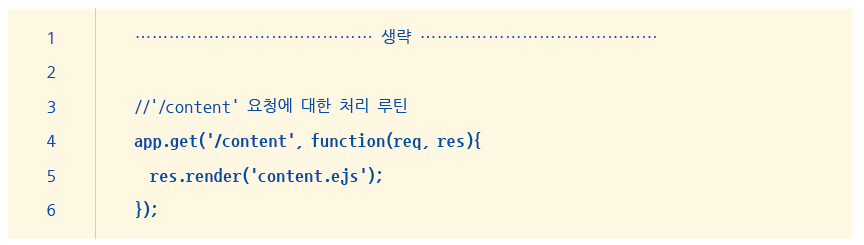 1 ………………………………… 생략 …………………………………
2
3 //'/content' 요청에 대한 처리 루틴
4 app.get('/content', function(req, res){
5 res.render('content.ejs');
6 });